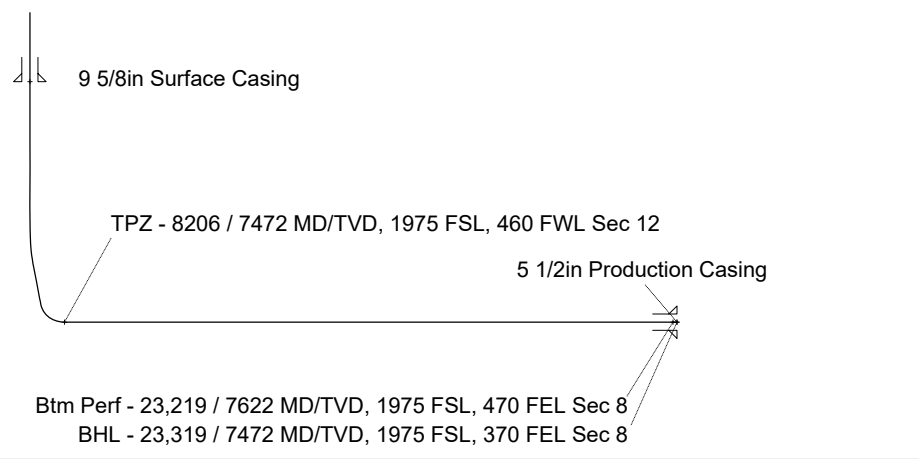 9 5/8in Surface Casing
TPZ - 8206 / 7472 MD/TVD, 1975 FSL, 460 FWL Sec 12
5 1/2in Production Casing
Btm Perf - 23,219 / 7622 MD/TVD, 1975 FSL, 470 FEL Sec 8
BHL - 23,319 / 7472 MD/TVD, 1975 FSL, 370 FEL Sec 8